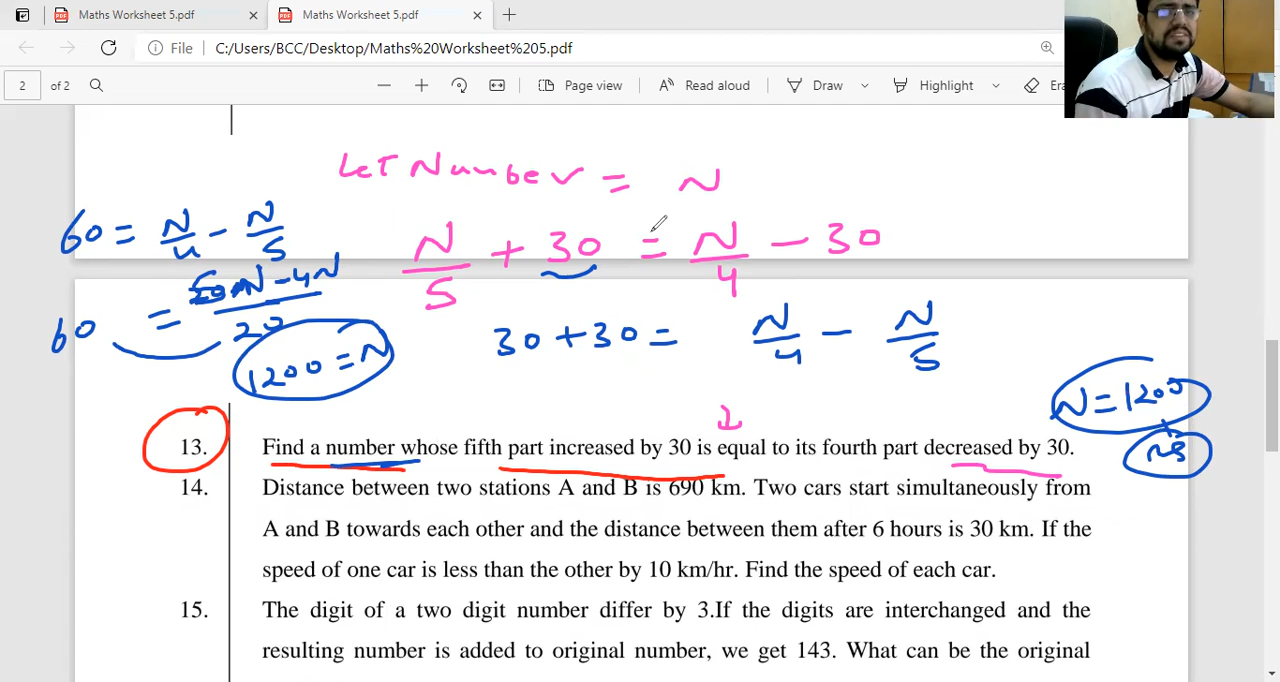 Maths Worksheet 5.pdf
Maths Worksheet 5.pdf
File C:/Users/BCC/Desktop/Maths%20Worksheet%205.pdf
2 of 2 Page view Read aloud Draw Highlight Era
Let Number = N
60 = N/4 - N/5
N/5 + 30 = N/4 - 30
60 = N - 4N / 20
30 + 30 = N/4 - N/5
1200 = N
N = 1200
13. Find a number whose fifth part increased by 30 is equal to its fourth part decreased by 30.
14. Distance between two stations A and B is 690 km. Two cars start simultaneously from
A and B towards each other and the distance between them after 6 hours is 30 km. If the
speed of one car is less than the other by 10 km/hr. Find the speed of each car.
15. The digit of a two digit number differ by 3.If the digits are interchanged and the
resulting number is added to original number, we get 143. What can be the original